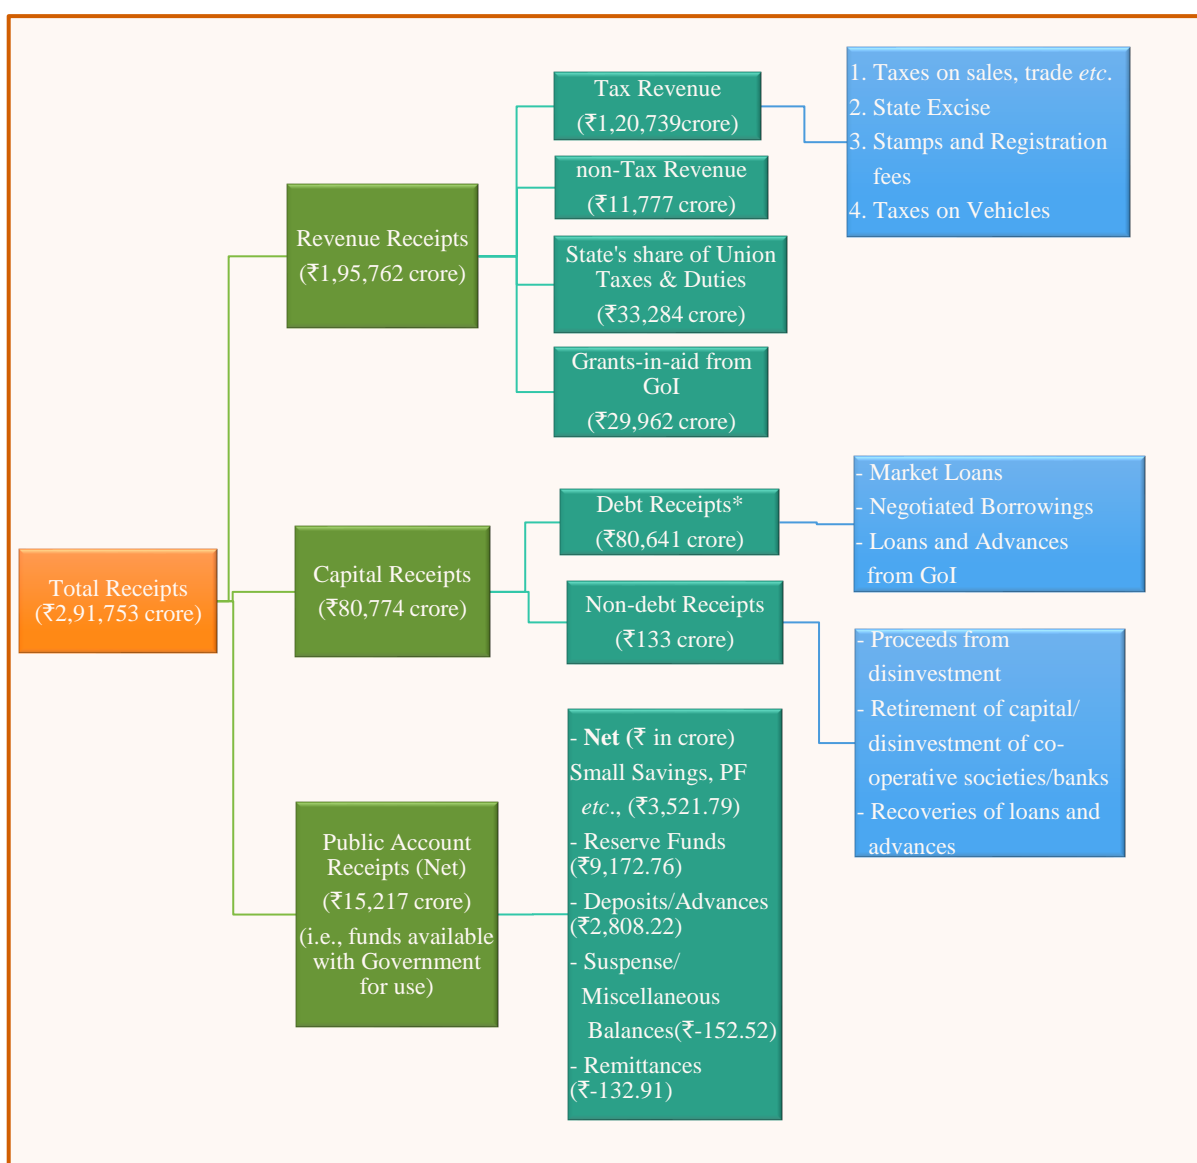 Total Receipts
(₹2,91,753 crore)
Revenue Receipts
(₹1,95,762 crore)
Tax Revenue
(₹1,20,739crore)
1. Taxes on sales, trade etc.
2. State Excise
3. Stamps and Registration
fees
4. Taxes on Vehicles
non-Tax Revenue
(₹11,777 crore)
State's share of Union
Taxes & Duties
(₹33,284 crore)
Grants-in-aid from
GoI
(₹29,962 crore)
Capital Receipts
(₹80,774 crore)
Debt Receipts*
(₹80,641 crore)
- Market Loans
- Negotiated Borrowings
- Loans and Advances
from GoI
Non-debt Receipts
(₹133 crore)
- Proceeds from
disinvestment
- Retirement of capital/
disinvestment of co-
operative societies/banks
- Recoveries of loans and
advances
Public Account
Receipts (Net)
(₹15,217 crore)
(i.e., funds available
with Government
for use)
- Net (₹ in crore)
Small Savings, PF
etc., (₹3,521.79)
- Reserve Funds
(₹9,172.76)
- Deposits/Advances
(₹2,808.22)
- Suspense/
Miscellaneous
Balances(₹-152.52)
- Remittances
(₹-132.91)